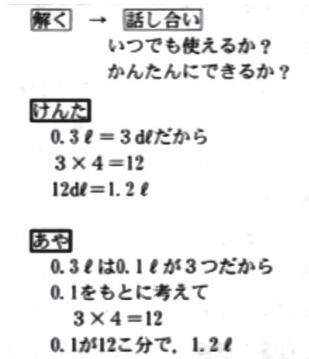 解く → 話し合い
いつでも使えるか？
かんたんにできるか？
けんた
0.3ℓ＝3dℓだから
3×4＝12
12dℓ＝1.2ℓ
あや
0.3ℓは0.1ℓが3つだから
0.1をもとに考えて
3×4＝12
0.1が12こ分で，1.2ℓ